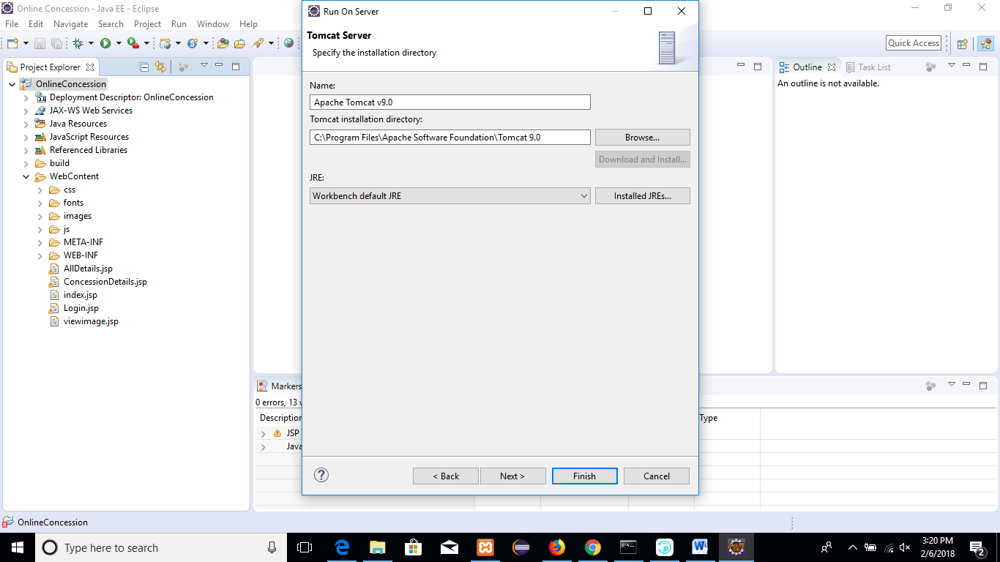 Online Concession - Java EE - Eclipse
File Edit Navigate Search Project Run Window Help
Quick Access
Project Explorer
OnlineConcession
Deployment Descriptor: OnlineConcession
3.0
JAX-WS Web Services
Java Resources
JavaScript Resources
Referenced Libraries
build
WebContent
css
fonts
images
js
META-INF
WEB-INF
AllDetails.jsp
ConcessionDetails.jsp
index.jsp
Login.jsp
viewimage.jsp
Run On Server
Tomcat Server
Specify the installation directory
Name:
Apache Tomcat v9.0
Tomcat installation directory:
C:\Program Files\Apache Software Foundation\Tomcat 9.0
Browse...
Download and Install...
JRE:
Workbench default JRE
Installed JREs...
< Back Next > Finish Cancel
Outline Task List
An outline is not available.
Markers
0 errors, 13 w
Description Type
JSP
Java
OnlineConcession
Type here to search
3:20 PM
2/6/2018
2